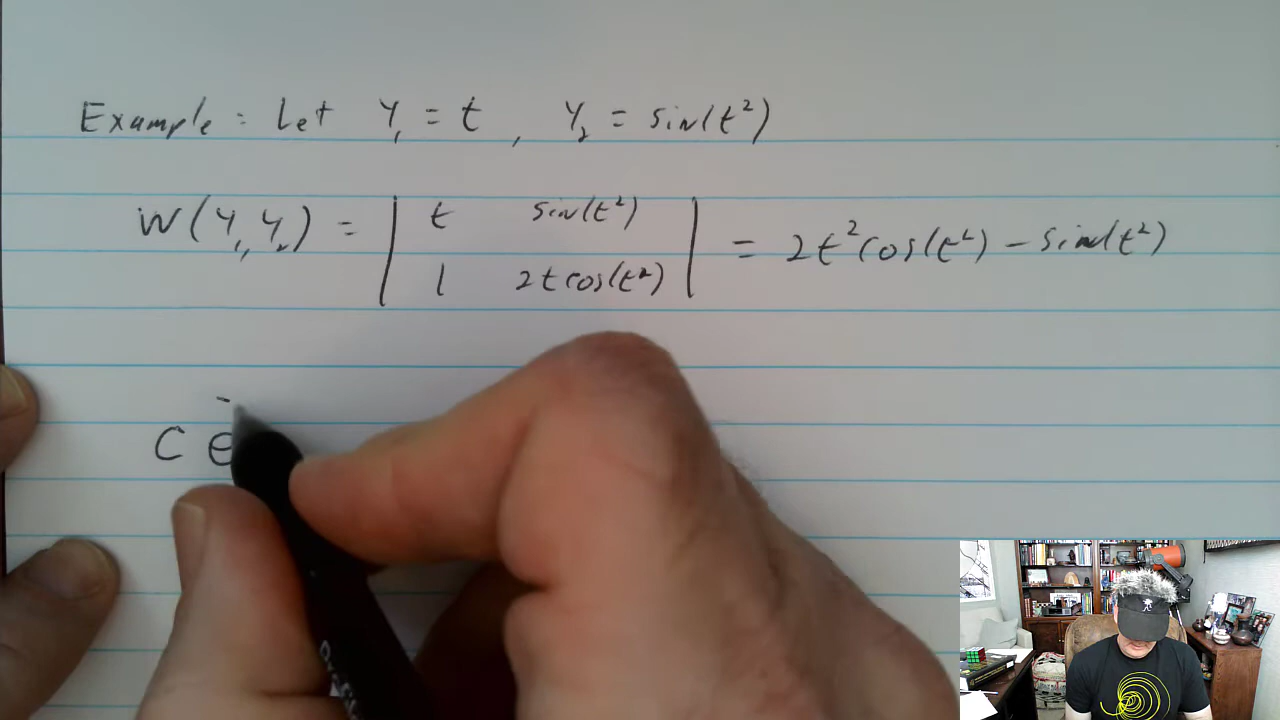 Example: Let y₁ = t , y₂ = sin(t²)
W(y₁, y₂) = | t sin(t²) | = 2t²cos(t²) - sin(t²)
| 1 2t cos(t²) |
C e⁻